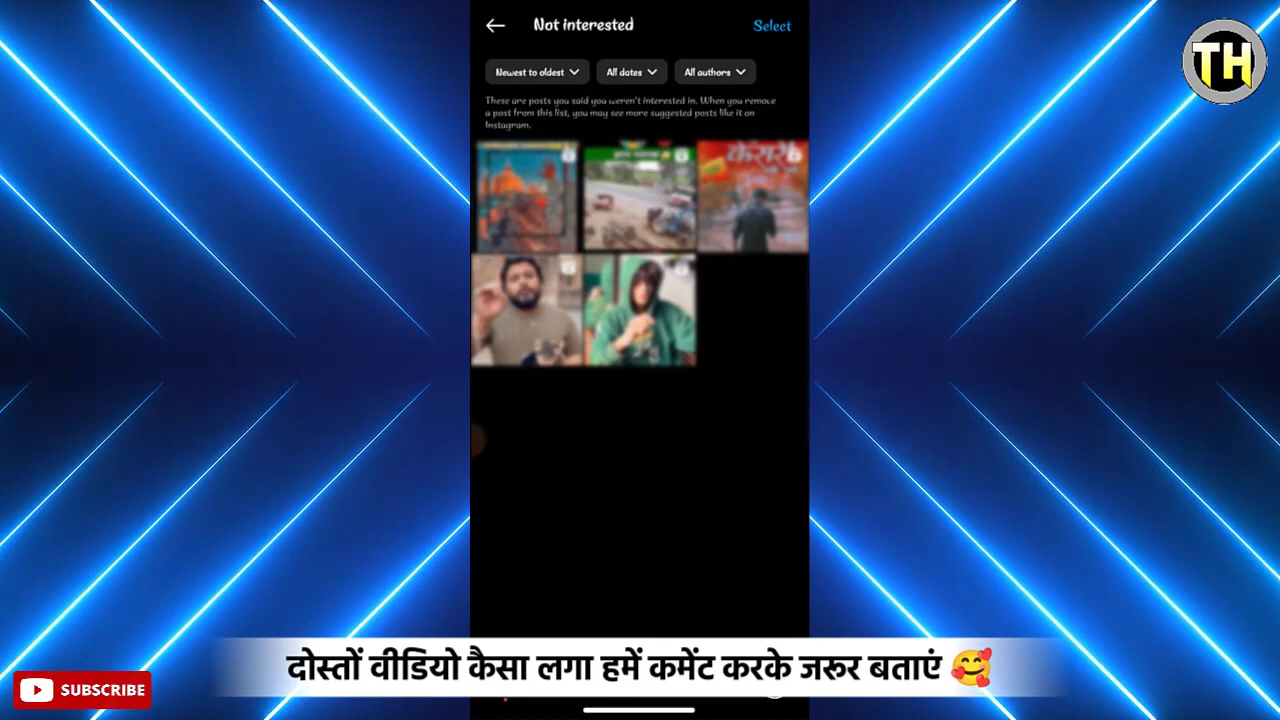 Not interested
Select
Newest to oldest
All dates
All authors
These are posts you said you weren't interested in. When you remove
a post from this list, you may see more suggested posts like it on
Instagram.
TH
दोस्तों वीडियो कैसा लगा हमें कमेंट करके जरूर बताएं 🥰
SUBSCRIBE